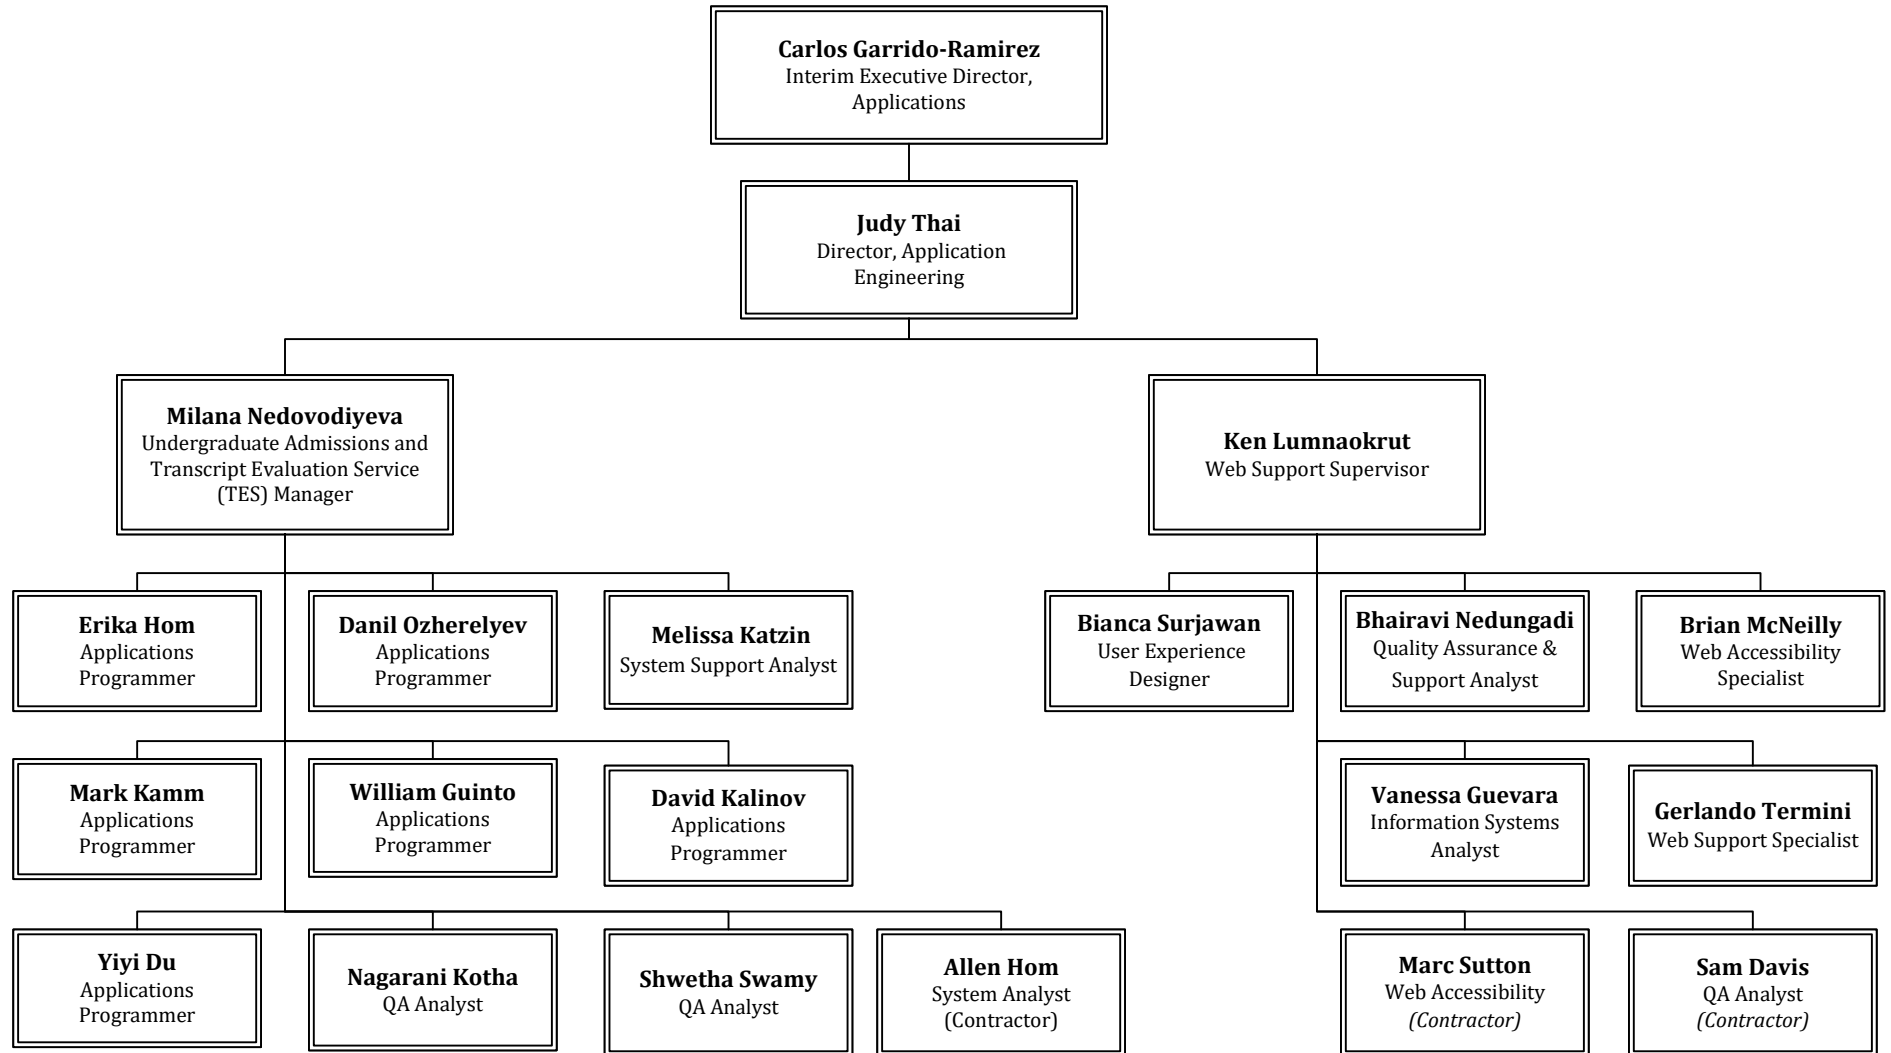 Carlos Garrido-Ramirez
Interim Executive Director,
Applications
Judy Thai
Director, Application
Engineering
Milana Nedovodiyeva
Undergraduate Admissions and
Transcript Evaluation Service
(TES) Manager
Ken Lumnaokrut
Web Support Supervisor
Erika Hom
Applications
Programmer
Danil Ozherelyev
Applications
Programmer
Melissa Katzin
System Support Analyst
Bianca Surjawan
User Experience
Designer
Bhairavi Nedungadi
Quality Assurance &
Support Analyst
Brian McNeilly
Web Accessibility
Specialist
Mark Kamm
Applications
Programmer
William Guinto
Applications
Programmer
David Kalinov
Applications
Programmer
Vanessa Guevara
Information Systems
Analyst
Gerlando Termini
Web Support Specialist
Yiyi Du
Applications
Programmer
Nagarani Kotha
QA Analyst
Shwetha Swamy
QA Analyst
Allen Hom
System Analyst
(Contractor)
Marc Sutton
Web Accessibility
(Contractor)
Sam Davis
QA Analyst
(Contractor)